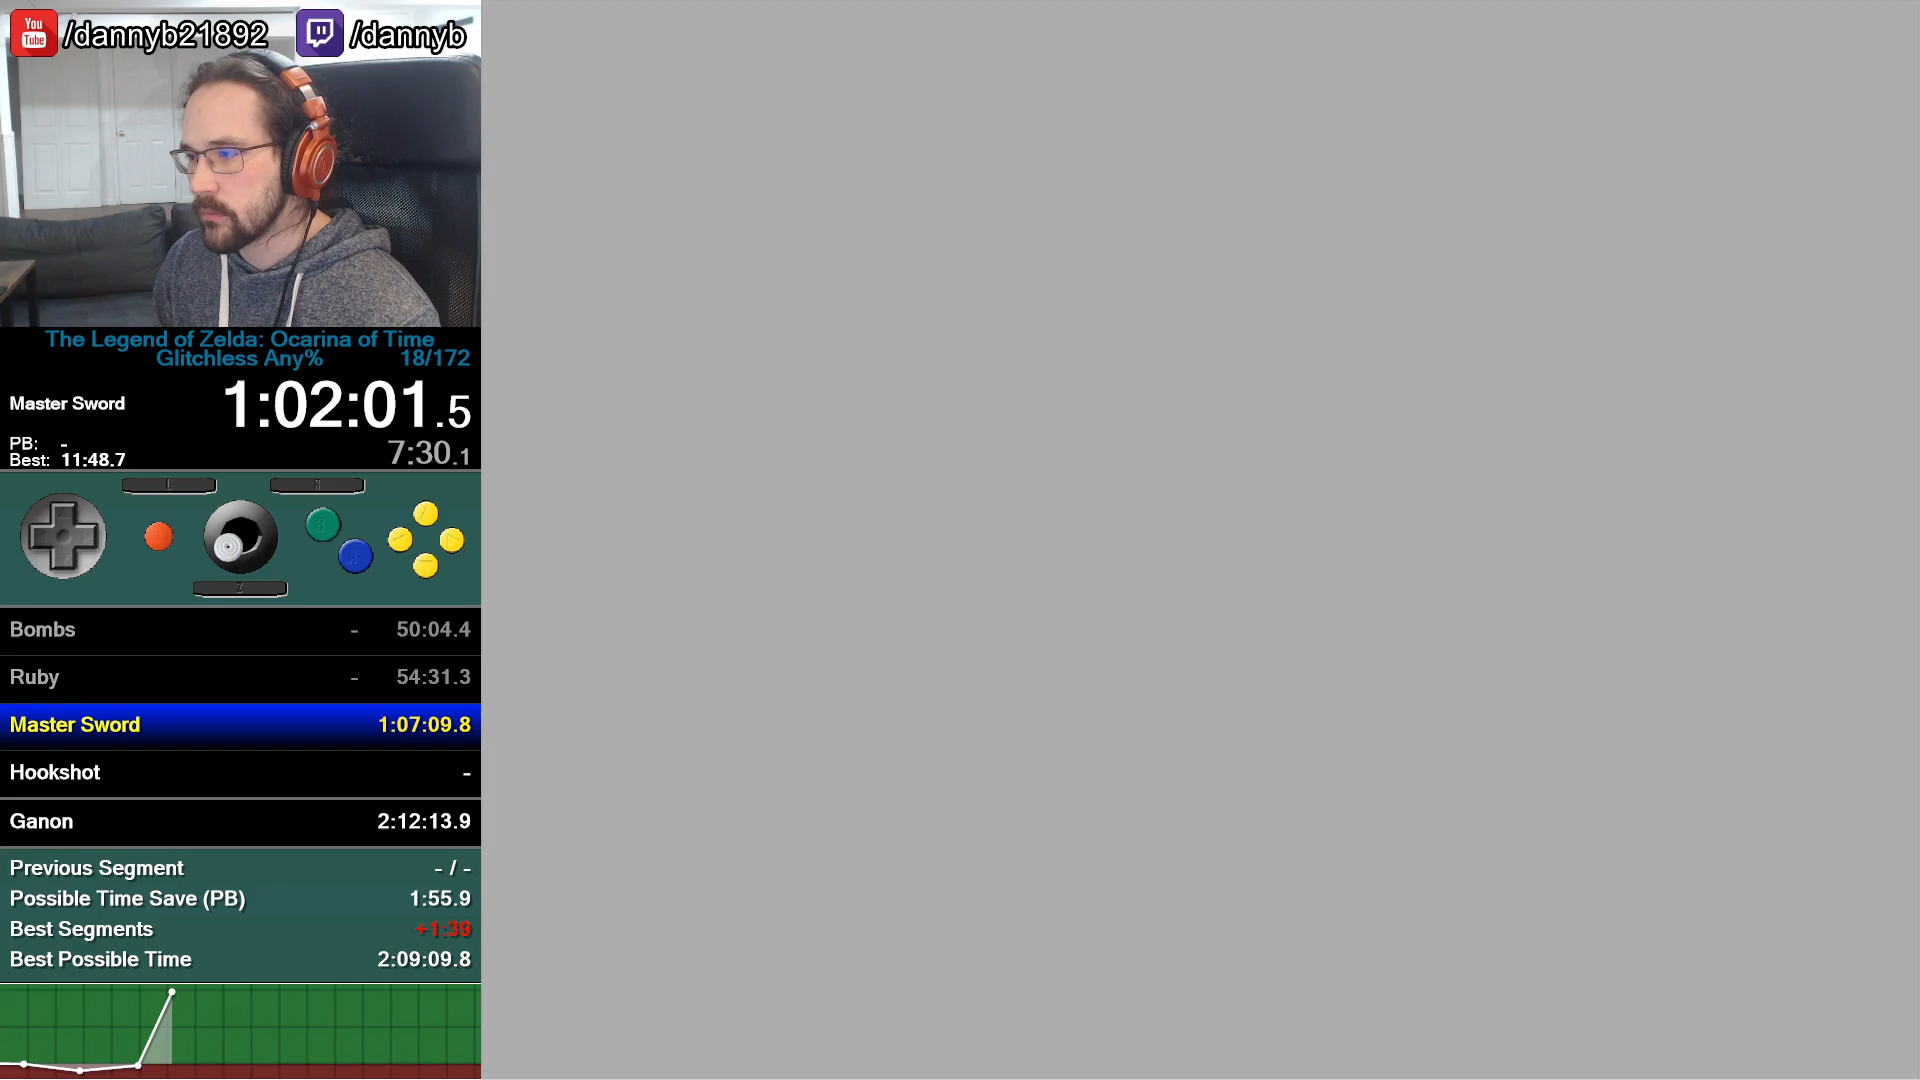 You
Tube
/dannyb21892
/dannyb
The Legend of Zelda: Ocarina of Time
Glitchless Any%
18/172
Master Sword
1:02:01.5
PB: -
7:30.1
Best: 11:48.7
L
R
B
A
Z
Bombs - 50:04.4
Ruby - 54:31.3
Master Sword 1:07:09.8
Hookshot -
Ganon 2:12:13.9
Previous Segment - / -
Possible Time Save (PB) 1:55.9
Best Segments +1:39
Best Possible Time 2:09:09.8